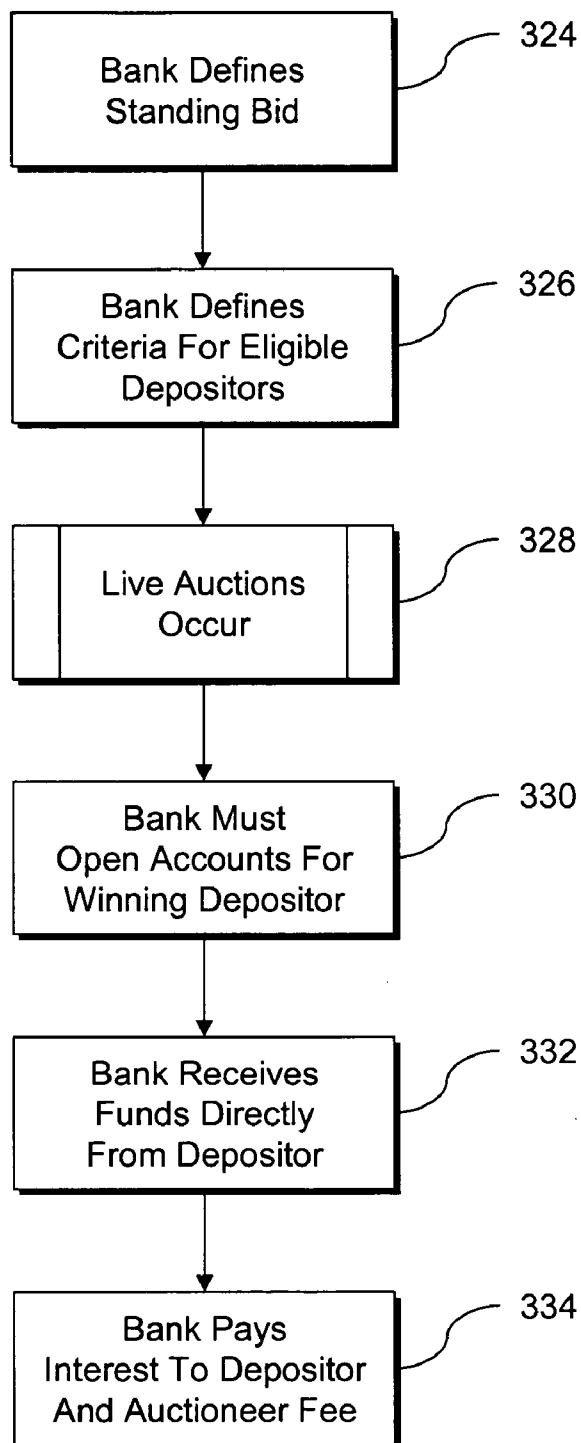 324
Bank Defines
Standing Bid
326
Bank Defines
Criteria For Eligible
Depositors
328
Live Auctions
Occur
330
Bank Must
Open Accounts For
Winning Depositor
332
Bank Receives
Funds Directly
From Depositor
334
Bank Pays
Interest To Depositor
And Auctioneer Fee